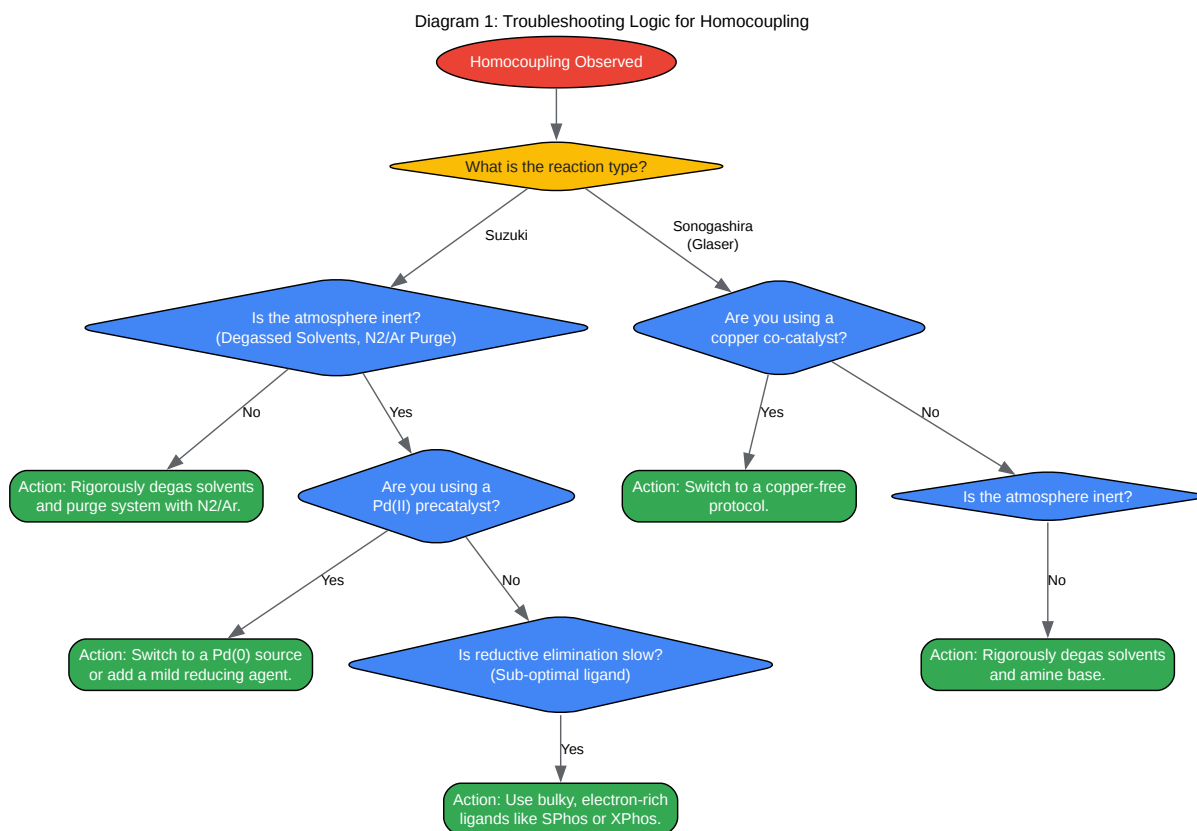 Diagram 1: Troubleshooting Logic for Homocoupling
Homocoupling Observed
What is the reaction type?
Suzuki
Sonogashira
(Glaser)
Is the atmosphere inert?
(Degassed Solvents, N2/Ar Purge)
Are you using a
copper co-catalyst?
No
Yes
Yes
No
Action: Rigorously degas solvents
and purge system with N2/Ar.
Are you using a
Pd(II) precatalyst?
Action: Switch to a copper-free
protocol.
Is the atmosphere inert?
Yes
No
No
Action: Switch to a Pd(0) source
or add a mild reducing agent.
Is reductive elimination slow?
(Sub-optimal ligand)
Action: Rigorously degas solvents
and amine base.
Yes
Action: Use bulky, electron-rich
ligands like SPhos or XPhos.